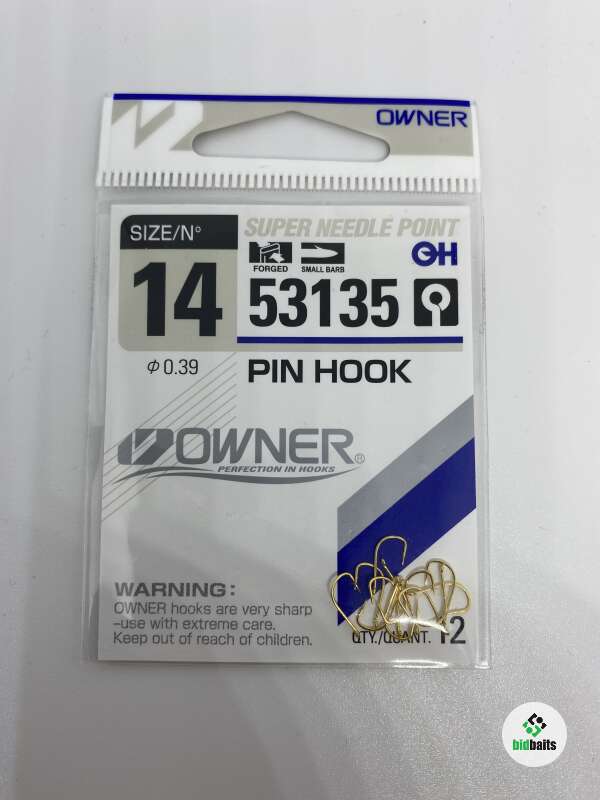 OWNER
SIZE/N°
SUPER NEEDLE POINT
FORGED
SMALL BARB
OH
14
53135
Φ 0.39
PIN HOOK
OWNER®
PERFECTION IN HOOKS
WARNING:
OWNER hooks are very sharp
–use with extreme care.
Keep out of reach of children.
QTY./QUANT. 12
bidbaits